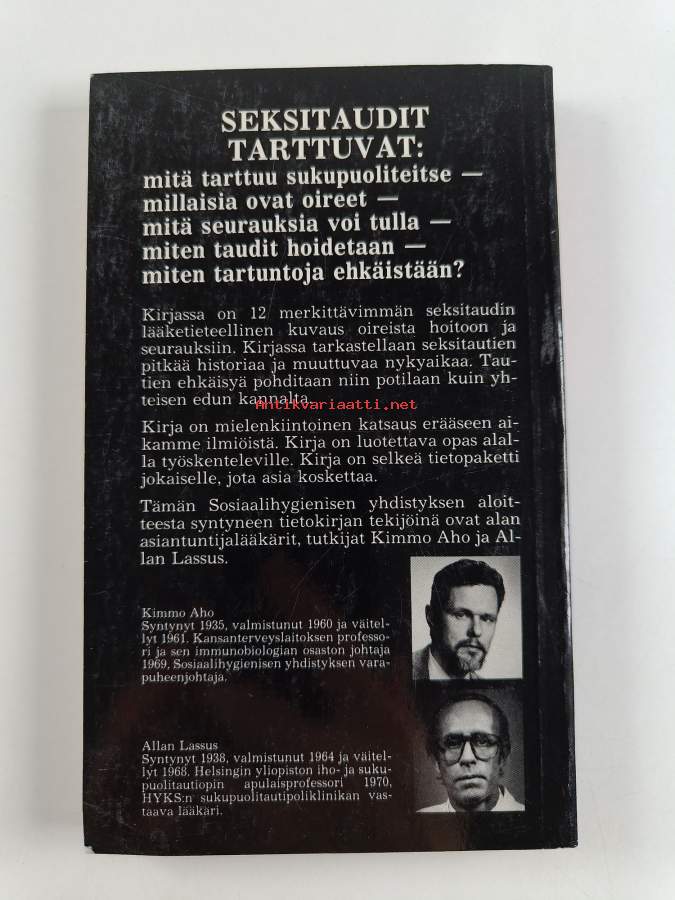 SEKSITAUDIT
TARTTUVAT:
mitä tarttuu sukupuoliteitse —
millaisia ovat oireet —
mitä seurauksia voi tulla —
miten taudit hoidetaan —
miten tartuntoja ehkäistään?
Kirjassa on 12 merkittävimmän seksitaudin
lääketieteellinen kuvaus oireista hoitoon ja
seurauksiin. Kirjassa tarkastellaan seksitautien
pitkää historiaa ja muuttuvaa nykyaikaa. Tau-
tien ehkäisyä pohditaan niin potilaan kuin yh-
teisen edun kannalta.
Antikvariaatti.net
Kirja on mielenkiintoinen katsaus erääseen ai-
kamme ilmiöistä. Kirja on luotettava opas alal-
la työskenteleville. Kirja on selkeä tietopaketti
jokaiselle, jota asia koskettaa.
Tämän Sosiaalihygienisen yhdistyksen aloit-
teesta syntyneen tietokirjan tekijöinä ovat alan
asiantuntijalääkärit, tutkijat Kimmo Aho ja Al-
lan Lassus.
Kimmo Aho
Syntynyt 1935, valmistunut 1960 ja väitel-
lyt 1961. Kansanterveyslaitoksen professo-
ri ja sen immunobiologian osaston johtaja
1969, Sosiaalihygienisen yhdistyksen vara-
puheenjohtaja.
Allan Lassus
Syntynyt 1938, valmistunut 1964 ja väitel-
lyt 1968. Helsingin yliopiston iho- ja suku-
puolitautiopin apulaisprofessori 1970,
HYKS:n sukupuolitautipoliklinikan vas-
taava lääkäri.